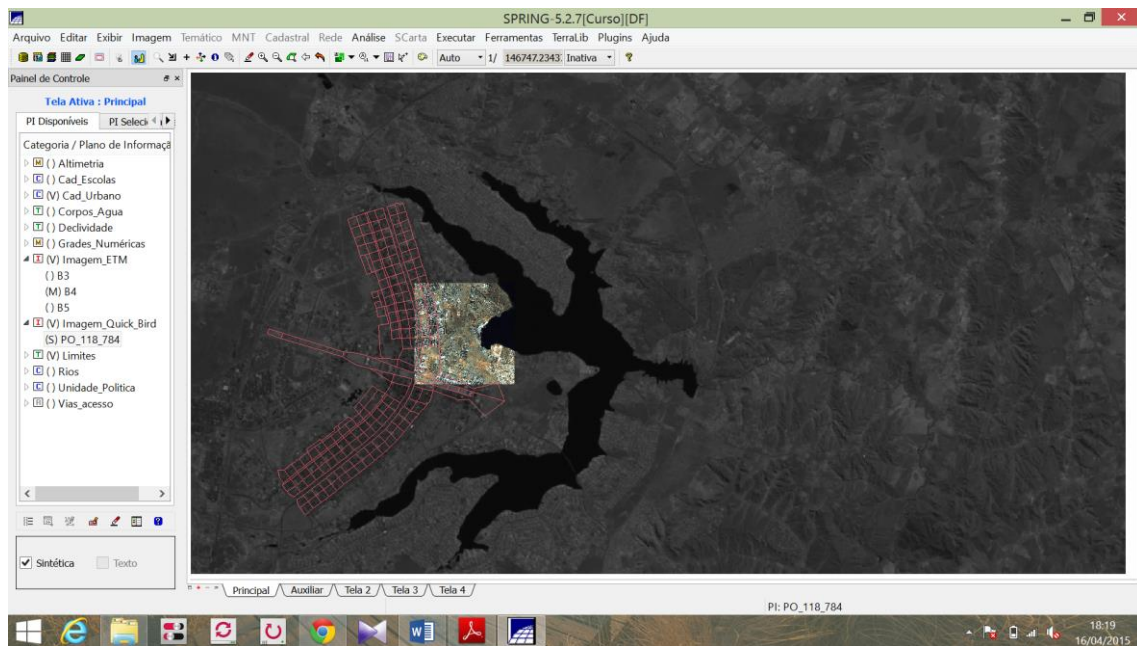 SPRING-5.2.7[Curso][DF]
Arquivo Editar Exibir Imagem Temático MNT Cadastral Rede Análise SCarta Executar Ferramentas TerraLib Plugins Ajuda
Auto 1/ 146747.2343 Inativa
Painel de Controle
Tela Ativa : Principal
PI Disponíveis PI Seleci
Categoria / Plano de Informaçã
M () Altimetria
C () Cad_Escolas
C (V) Cad_Urbano
T () Corpos_Agua
T () Declividade
M () Grades_Numéricas
I (V) Imagem_ETM
() B3
(M) B4
() B5
I (V) Imagem_Quick_Bird
(S) PO_118_784
T (V) Limites
C () Rios
C () Unidade_Politica
() Vias_acesso
Sintética Texto
Principal Auxiliar Tela 2 Tela 3 Tela 4
PI: PO_118_784
18:19
16/04/2015